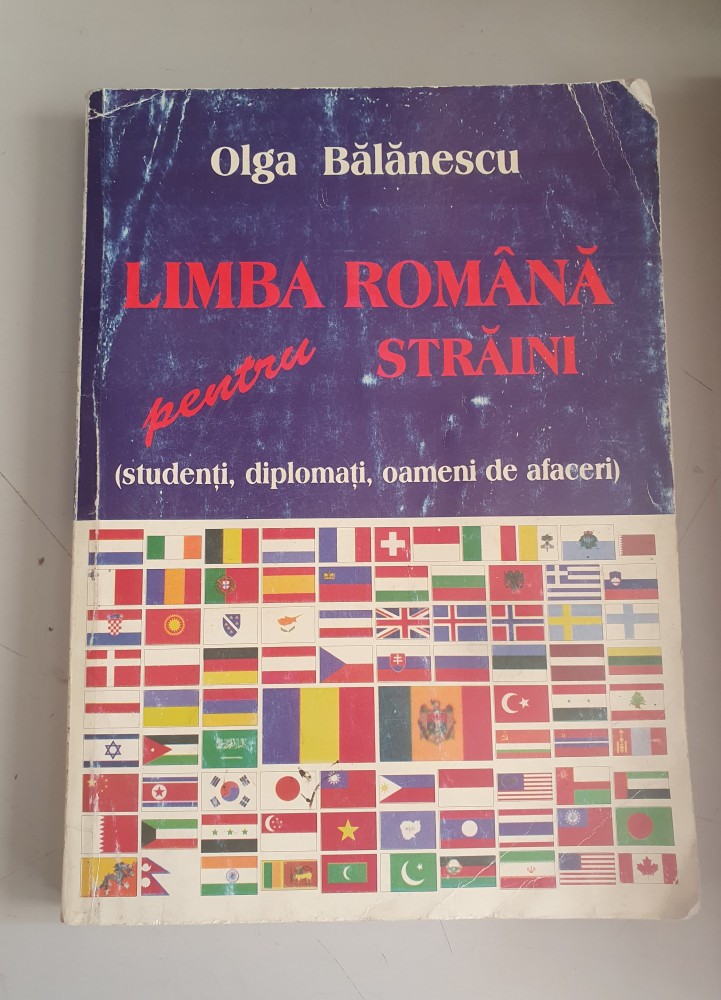 Olga Bălănescu
LIMBA ROMÂNĂ
pentru STRĂINI
(studenți, diplomați, oameni de afaceri)